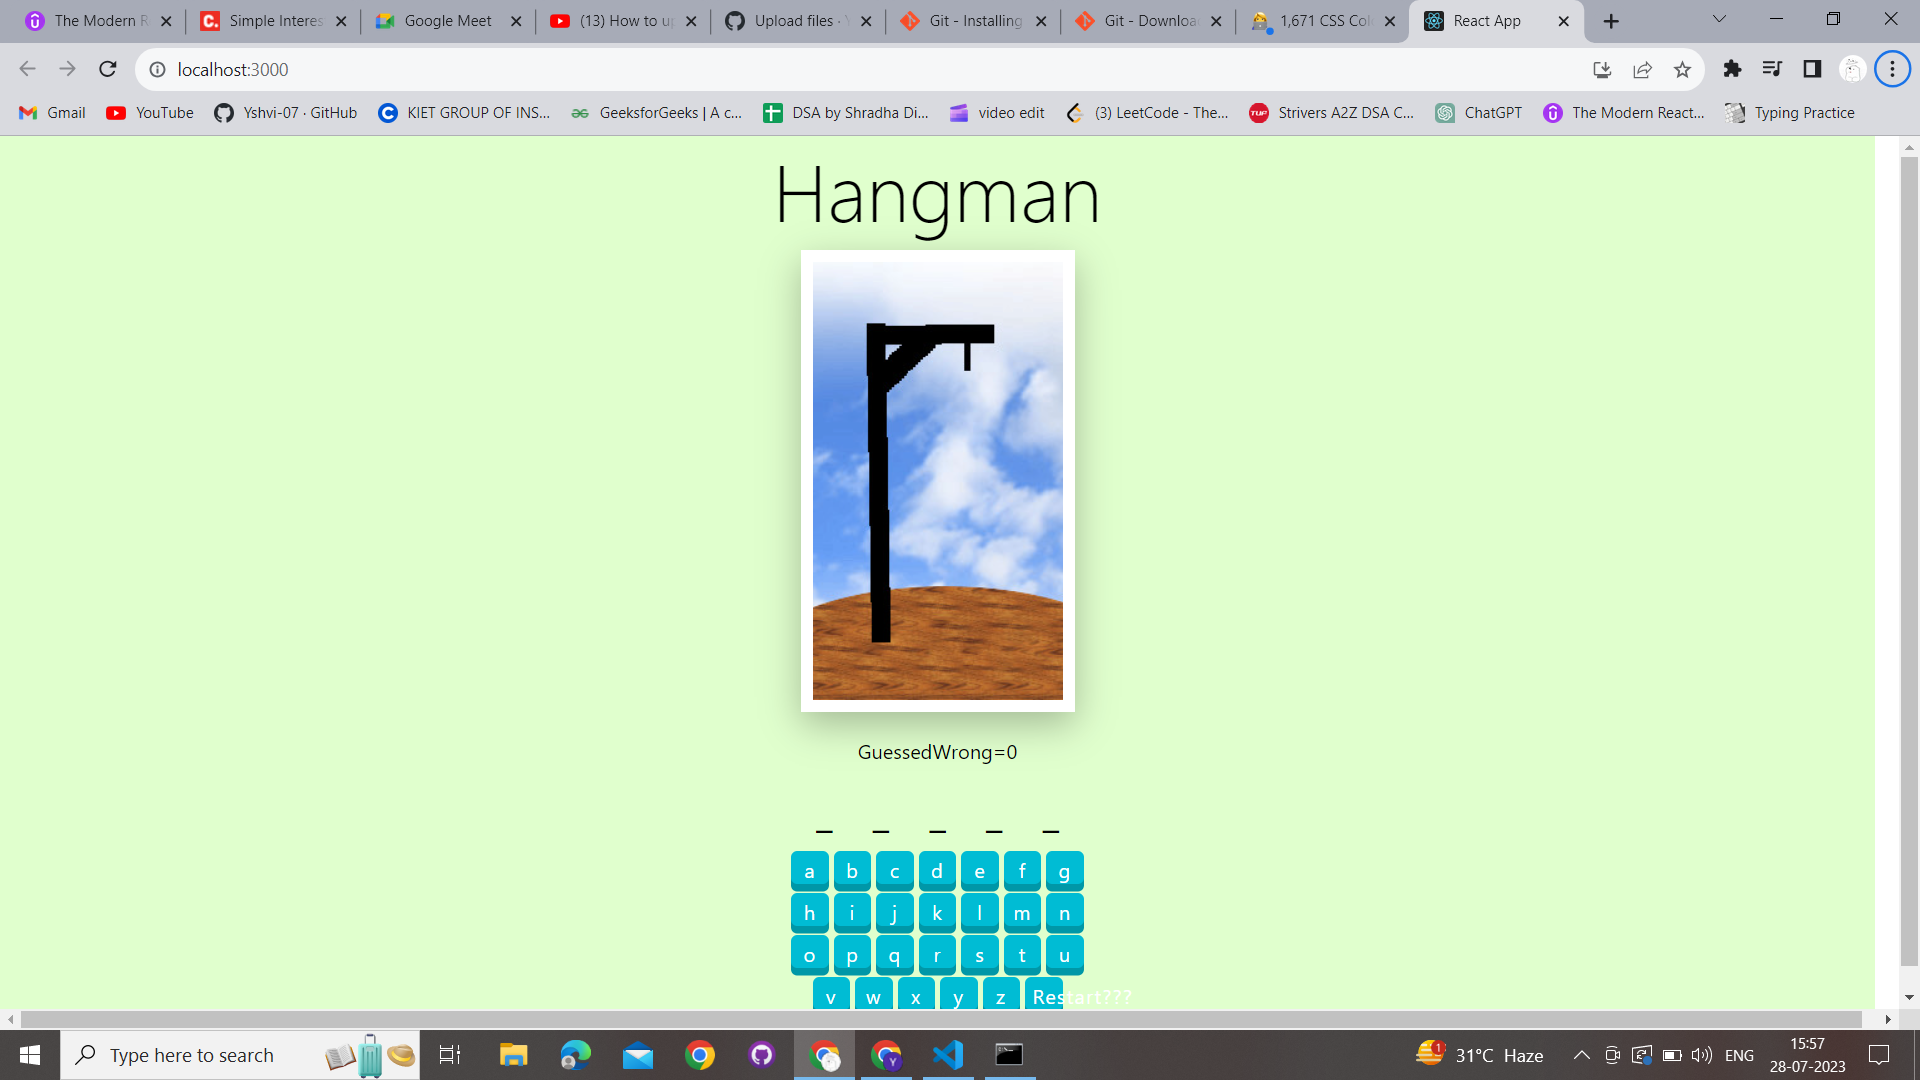 The Modern R
Simple Interes
Google Meet
(13) How to up
Upload files · Y
Git - Installing
Git - Downloa
1,671 CSS Col
React App
localhost:3000
Gmail
YouTube
Yshvi-07 · GitHub
KIET GROUP OF INS...
GeeksforGeeks | A c...
DSA by Shradha Di...
video edit
(3) LeetCode - The...
TUF
Strivers A2Z DSA C...
ChatGPT
The Modern React...
Typing Practice
Hangman
GuessedWrong=0
_ _ _ _ _
a b c d e f g
h i j k l m n
o p q r s t u
v w x y z Restart???
Type here to search
1
31°C Haze
ENG
15:57
28-07-2023